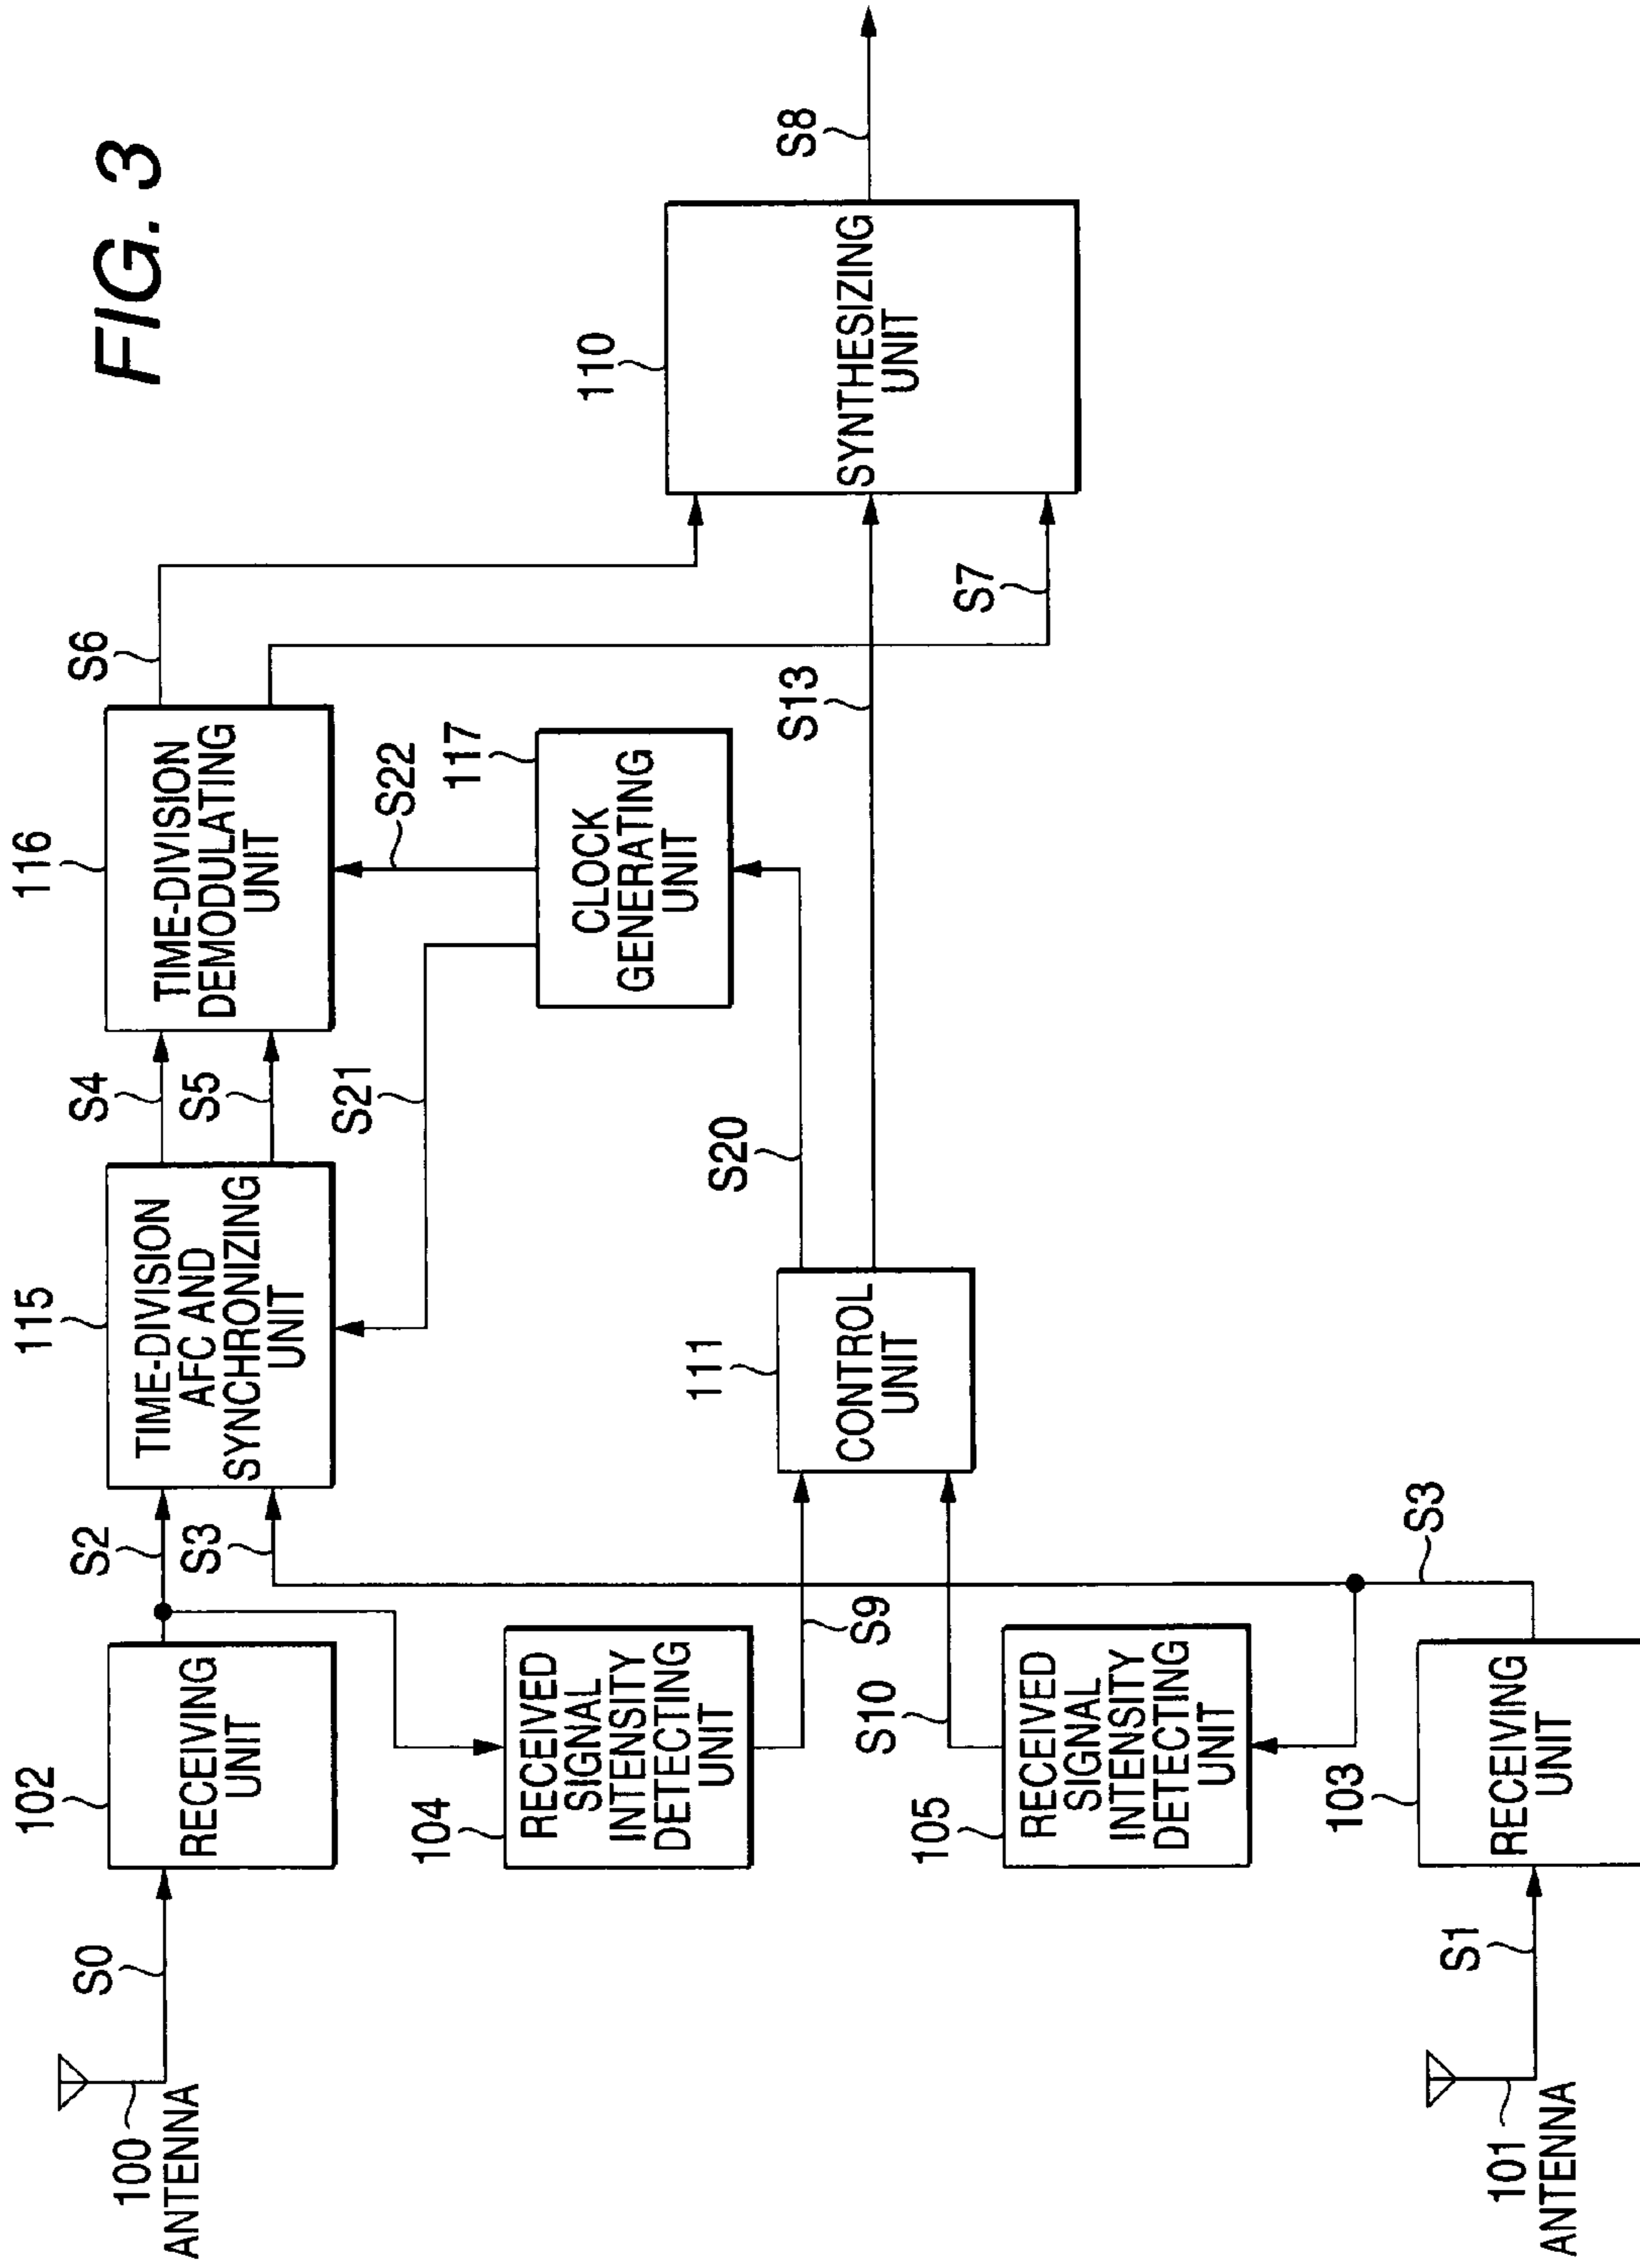 FIG. 3
100
ANTENNA
S0
102
RECEIVING
UNIT
S2
S3
115
TIME-DIVISION
AFC AND
SYNCHRONIZING
UNIT
S4
S5
116
TIME-DIVISION
DEMODULATING
UNIT
S6
104
RECEIVED
SIGNAL
INTENSITY
DETECTING
UNIT
S9
S21
S22
117
CLOCK
GENERATING
UNIT
S20
111
CONTROL
UNIT
S13
S7
110
SYNTHESIZING
UNIT
S8
S10
105
RECEIVED
SIGNAL
INTENSITY
DETECTING
UNIT
S3
101
ANTENNA
S1
103
RECEIVING
UNIT